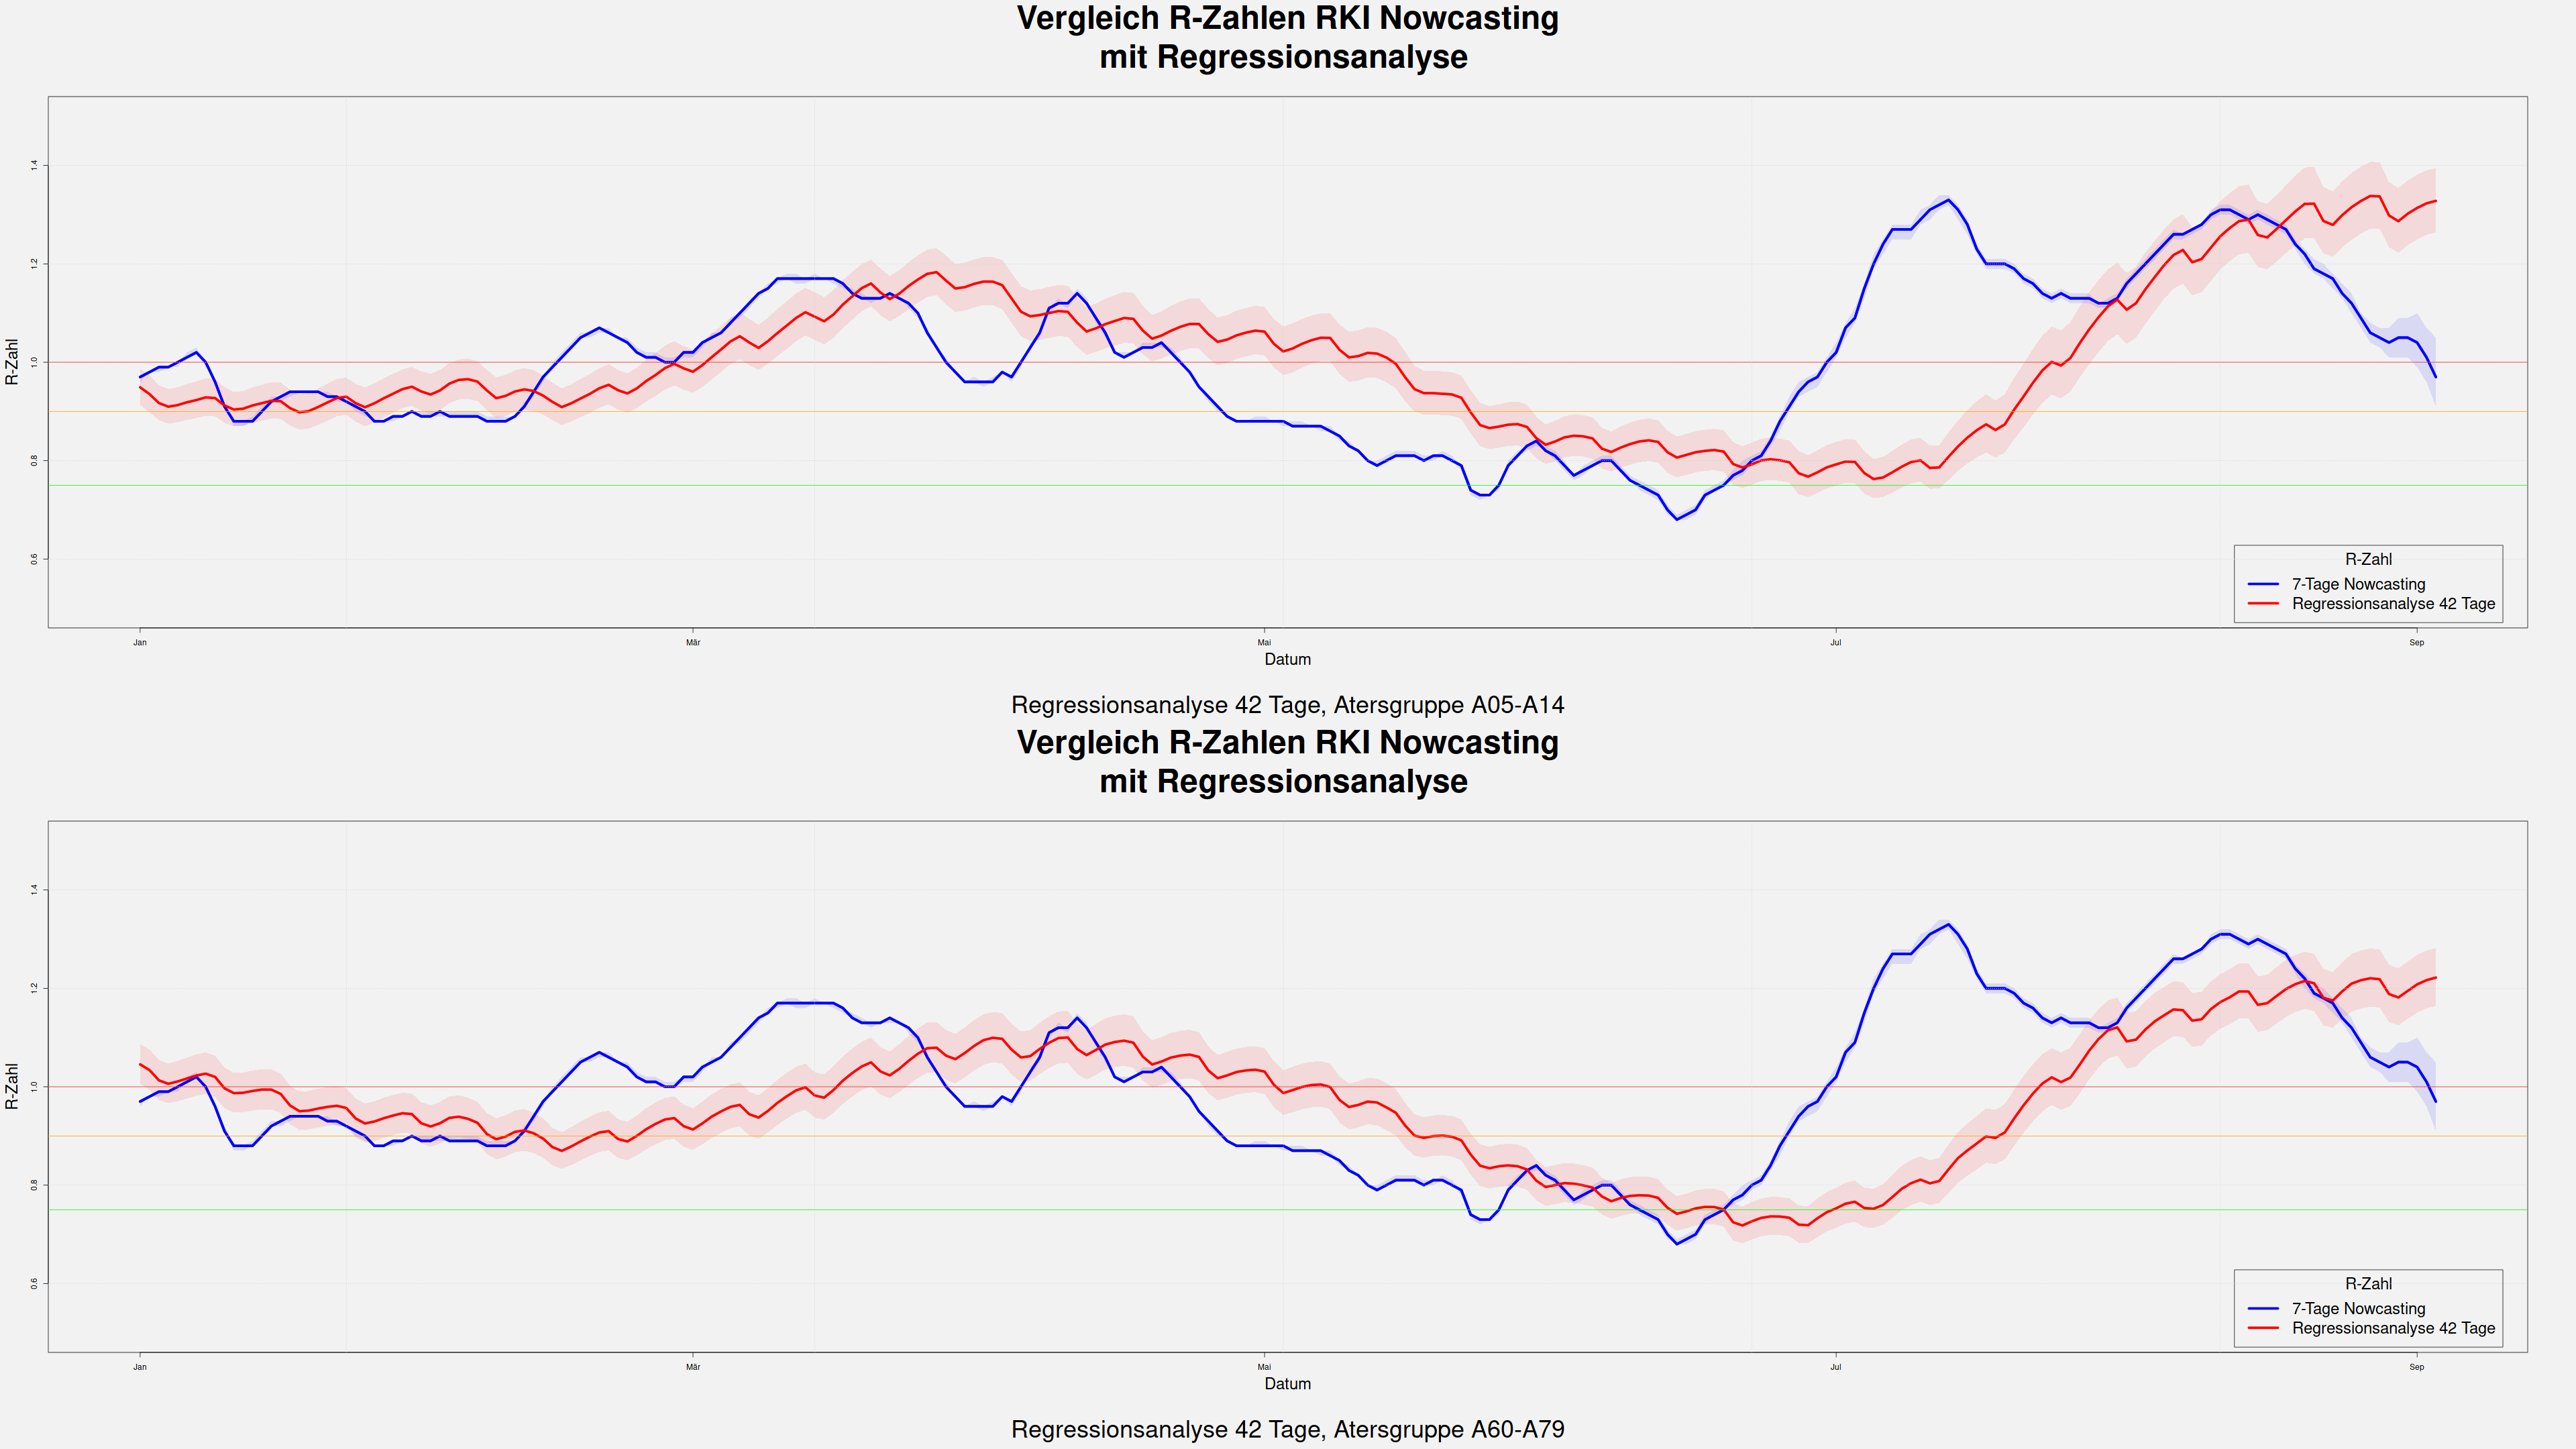 Vergleich R-Zahlen RKI Nowcasting
mit Regressionsanalyse
R-Zahl
1.4
1.2
1.0
0.8
0.6
R-Zahl
7-Tage Nowcasting
Regressionsanalyse 42 Tage
Jan
Mär
Mai
Jul
Sep
Datum
Regressionsanalyse 42 Tage, Atersgruppe A05-A14
Vergleich R-Zahlen RKI Nowcasting
mit Regressionsanalyse
R-Zahl
1.4
1.2
1.0
0.8
0.6
R-Zahl
7-Tage Nowcasting
Regressionsanalyse 42 Tage
Jan
Mär
Mai
Jul
Sep
Datum
Regressionsanalyse 42 Tage, Atersgruppe A60-A79